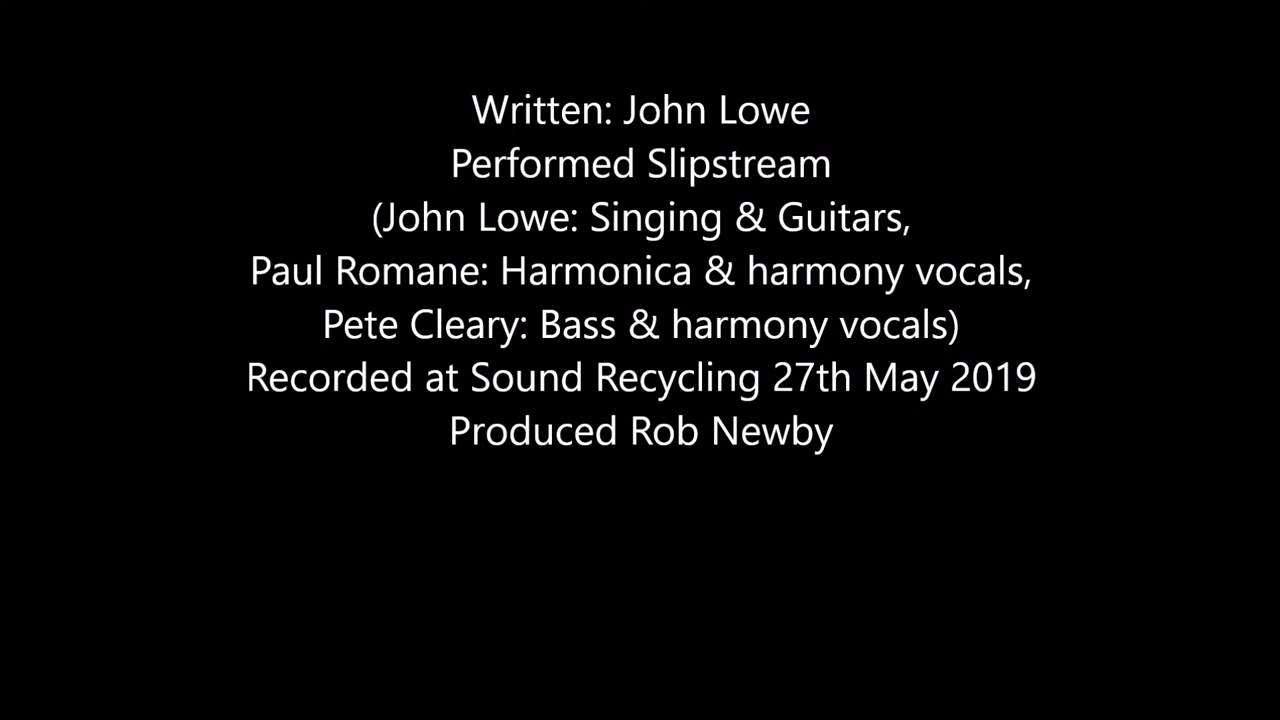 Written: John Lowe
Performed Slipstream
(John Lowe: Singing & Guitars,
Paul Romane: Harmonica & harmony vocals,
Pete Cleary: Bass & harmony vocals)
Recorded at Sound Recycling 27th May 2019
Produced Rob Newby